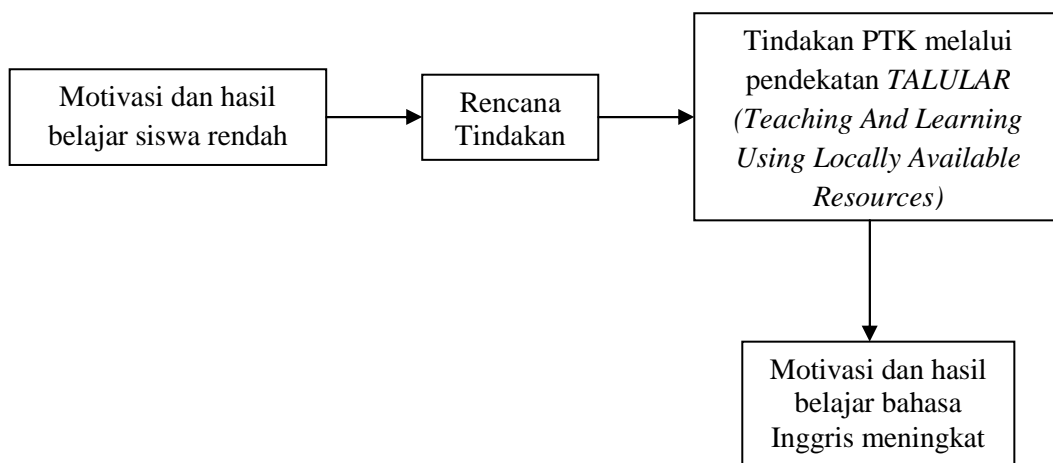 Motivasi dan hasil
belajar siswa rendah
Rencana
Tindakan
Tindakan PTK melalui
pendekatan TALULAR
(Teaching And Learning
Using Locally Available
Resources)
Motivasi dan hasil
belajar bahasa
Inggris meningkat